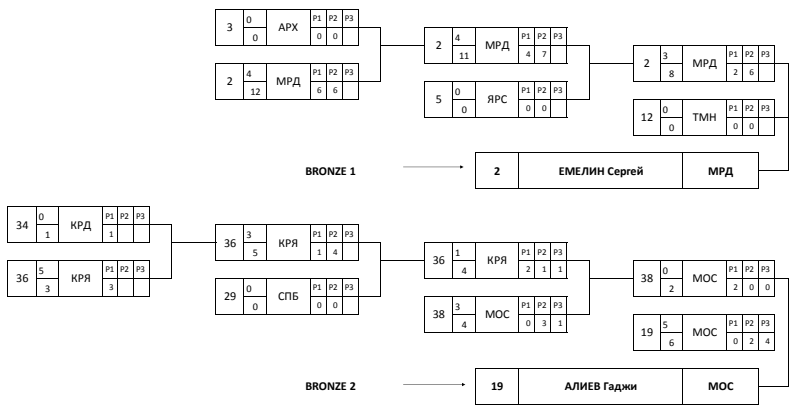 3 0 0 АРХ P1 P2 P3 0 0
2 4 12 МРД P1 P2 P3 6 6
2 4 11 МРД P1 P2 P3 4 7
5 0 0 ЯРС P1 P2 P3 0 0
2 3 8 МРД P1 P2 P3 2 6
12 0 0 ТМН P1 P2 P3 0 0
BRONZE 1 2 ЕМЕЛИН Сергей МРД
34 0 1 КРД P1 P2 P3 1
36 5 3 КРЯ P1 P2 P3 3
36 3 5 КРЯ P1 P2 P3 1 4
29 0 0 СПБ P1 P2 P3 0 0
36 1 4 КРЯ P1 P2 P3 2 1 1
38 3 4 МОС P1 P2 P3 0 3 1
38 0 2 МОС P1 P2 P3 2 0 0
19 5 6 МОС P1 P2 P3 0 2 4
BRONZE 2 19 АЛИЕВ Гаджи МОС